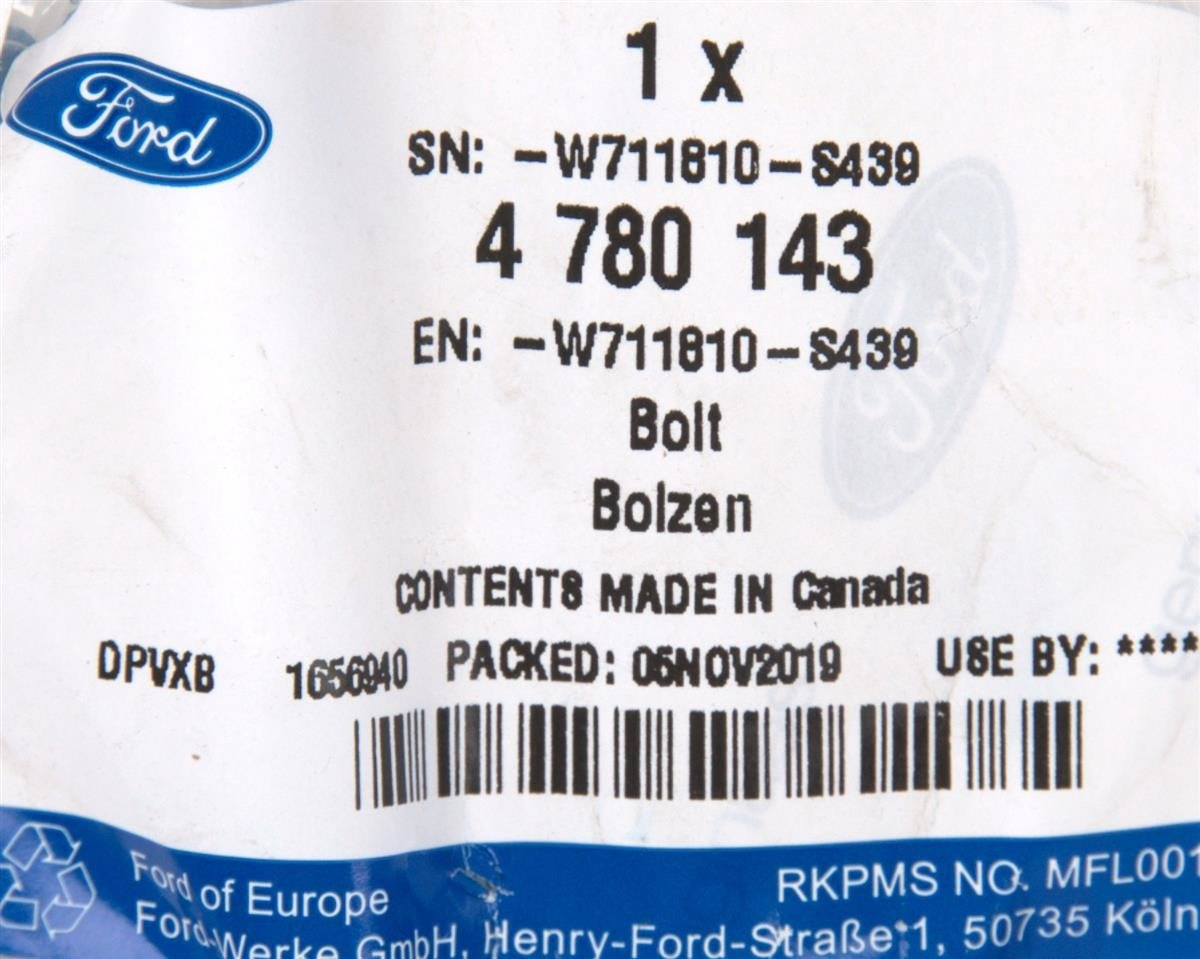 Ford
1 x
SN: -W711810-S439
4 780 143
EN: -W711810-S439
Ford
Bolt
Bolzen
CONTENTS MADE IN Canada
DPVXB 1656940 PACKED: 05NOV2019 USE BY: ****
Ford of Europe RKPMS NO. MFL001
Ford-Werke GmbH, Henry-Ford-Straße 1, 50735 Köln